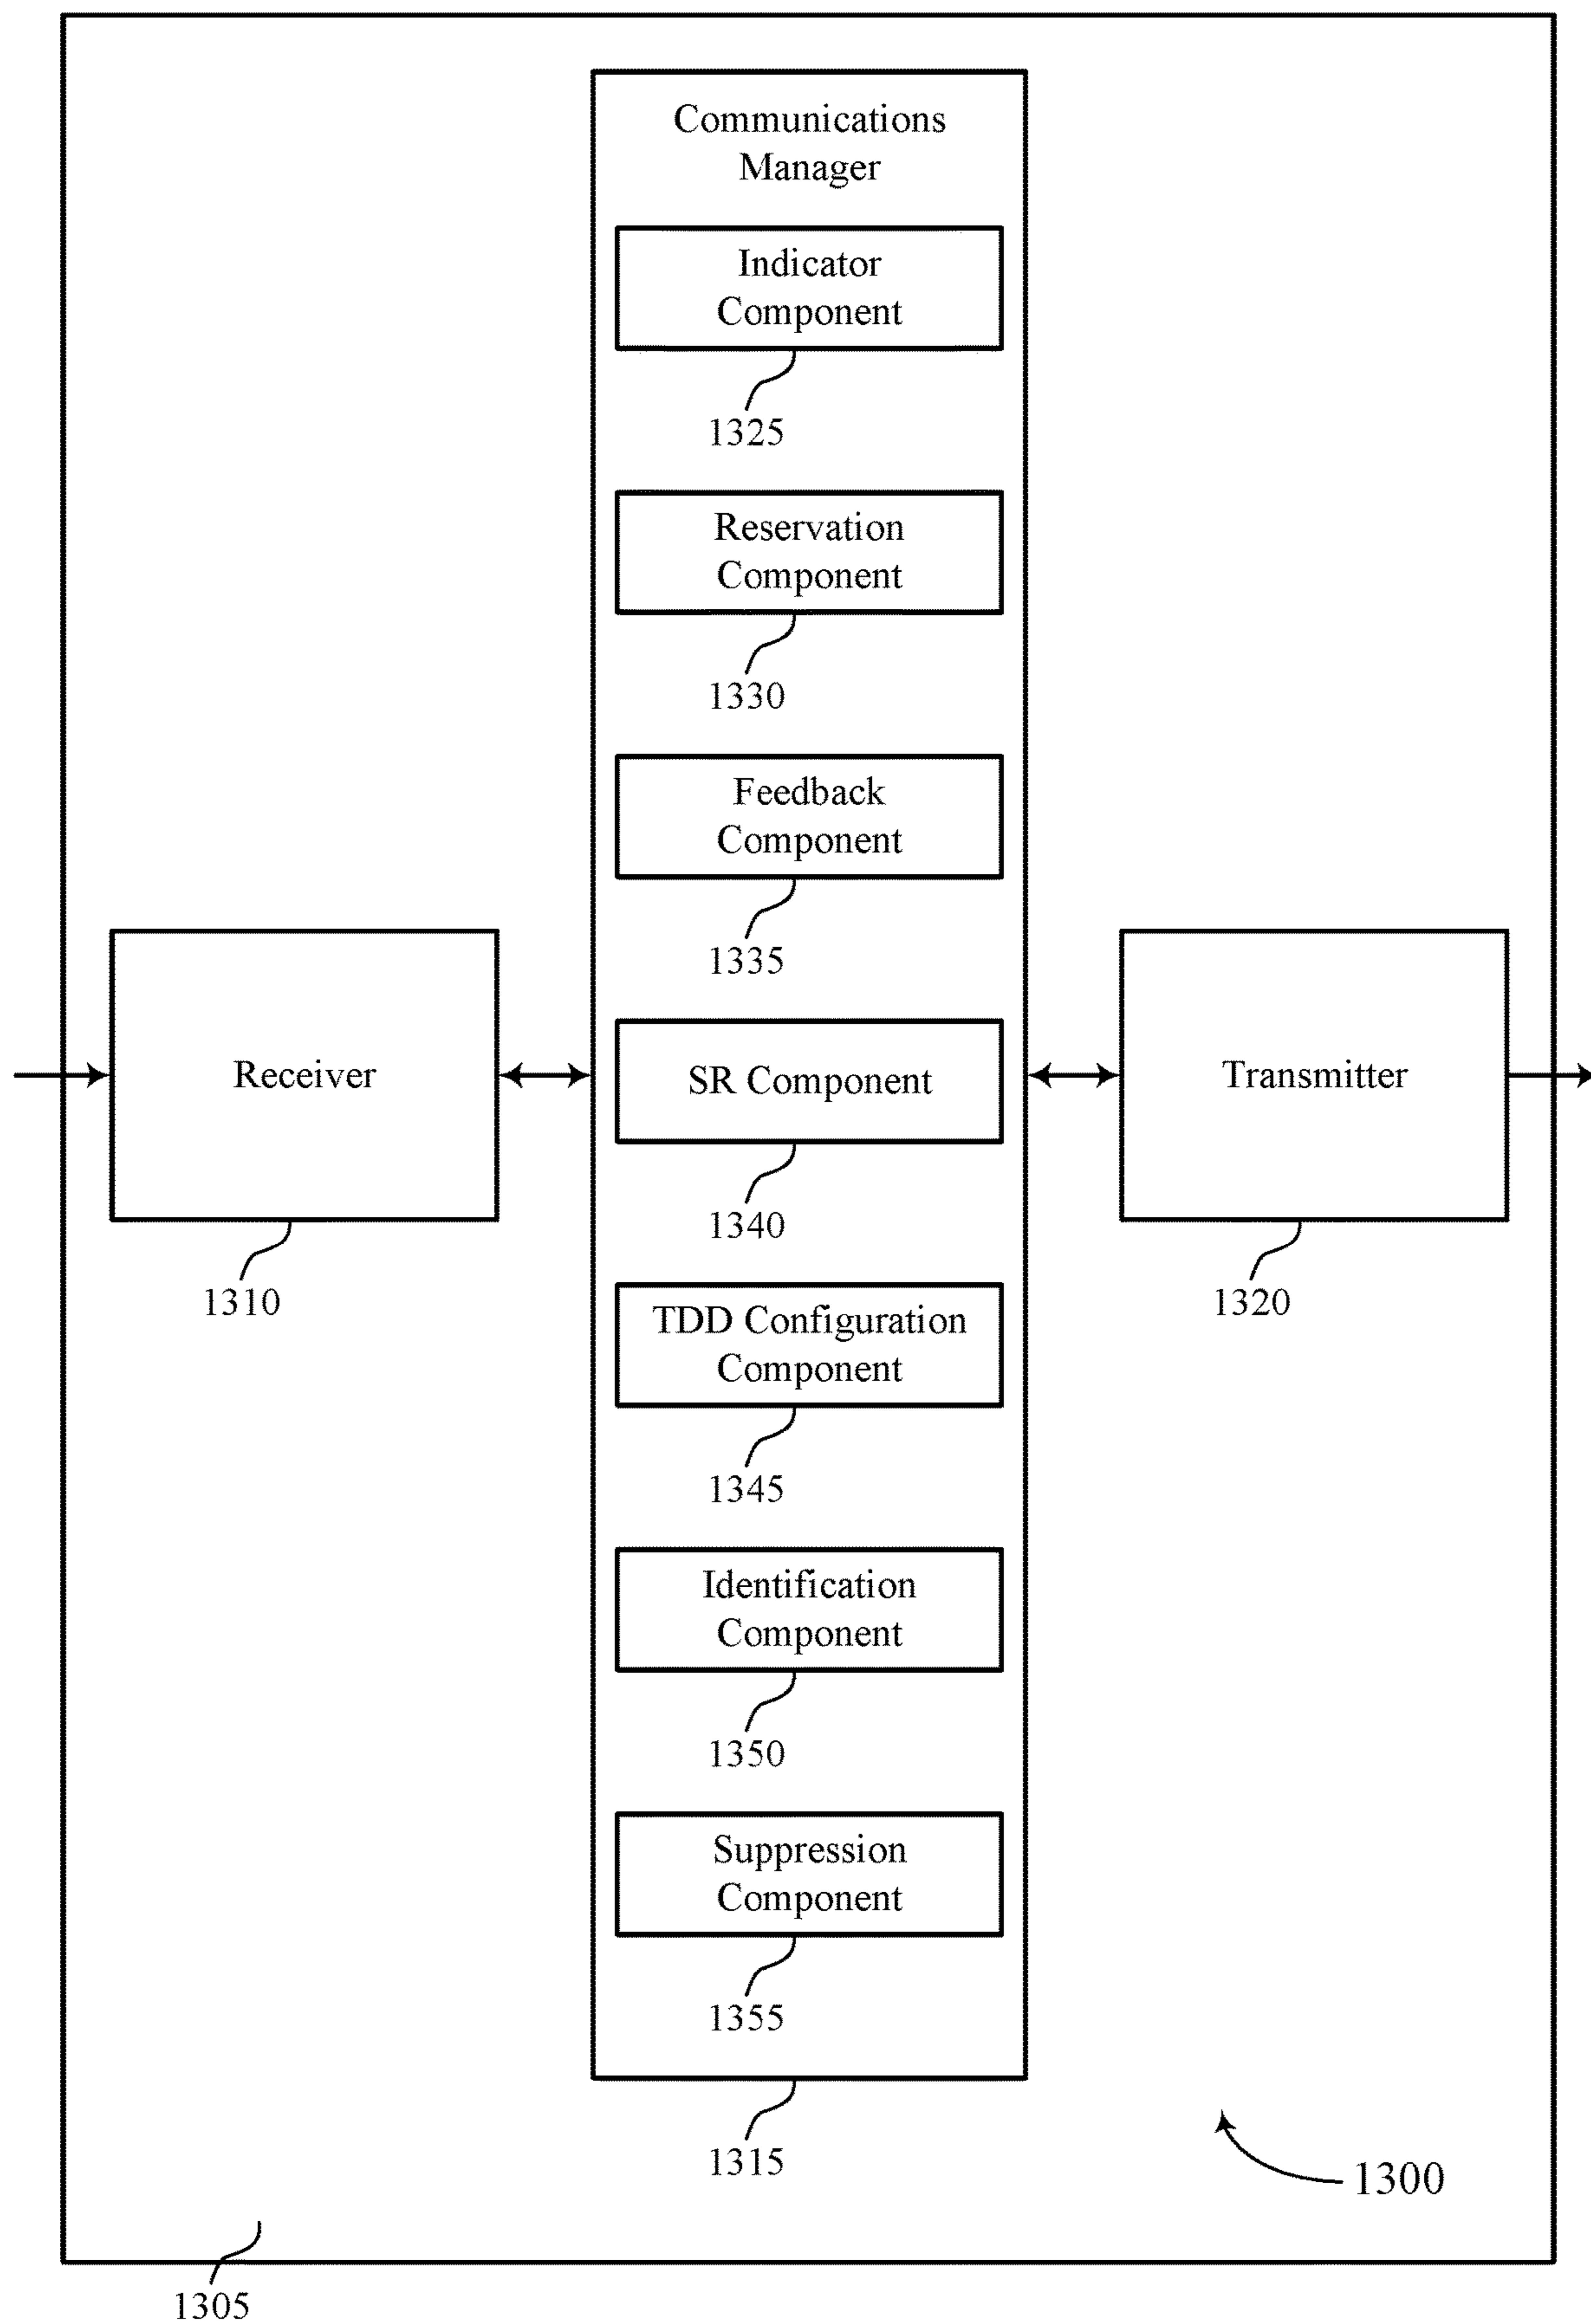 Communications
Manager
Indicator
Component
1325
Reservation
Component
1330
Feedback
Component
1335
Receiver
1310
SR Component
1340
Transmitter
1320
TDD Configuration
Component
1345
Identification
Component
1350
Suppression
Component
1355
1315
1300
1305